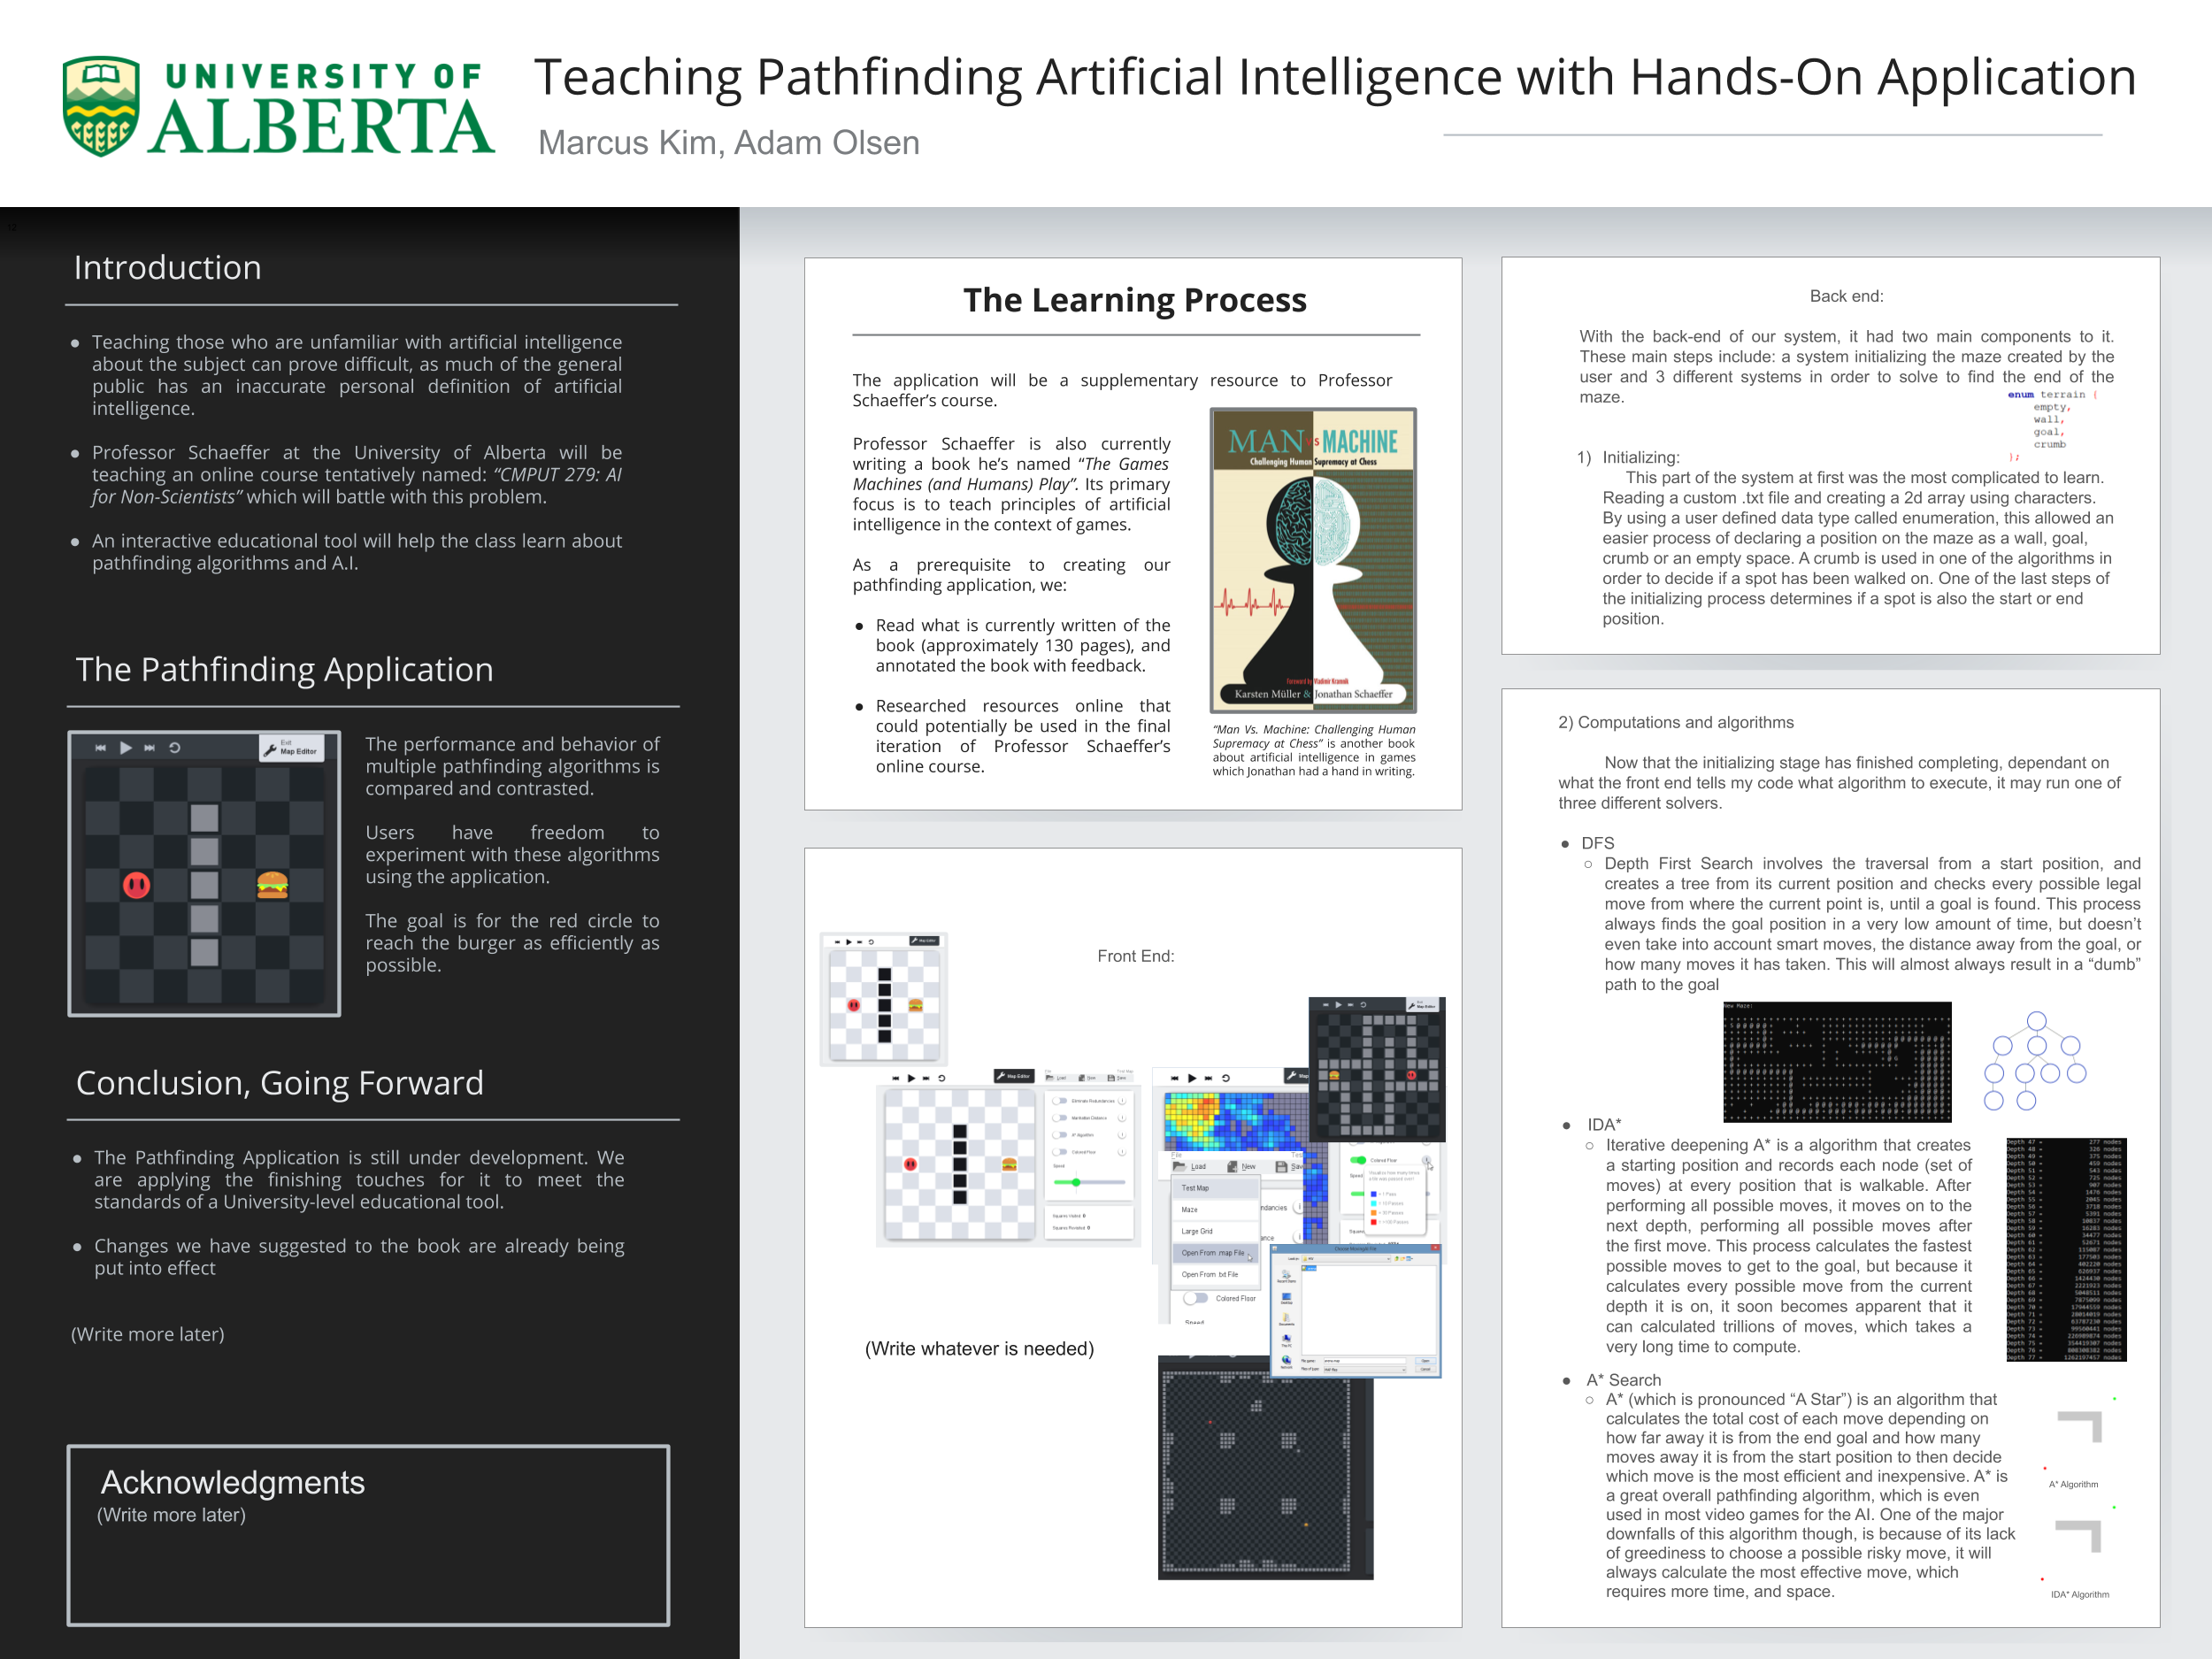 UNIVERSITY OF
ALBERTA
Teaching Pathfinding Artificial Intelligence with Hands-On Application
Marcus Kim, Adam Olsen
12
Introduction
● Teaching those who are unfamiliar with artificial intelligence
about the subject can prove difficult, as much of the general
public has an inaccurate personal definition of artificial
intelligence.
● Professor Schaeffer at the University of Alberta will be
teaching an online course tentatively named: “CMPUT 279: AI
for Non-Scientists” which will battle with this problem.
● An interactive educational tool will help the class learn about
pathfinding algorithms and A.I.
The Pathfinding Application
Exit
Map Editor
The performance and behavior of
multiple pathfinding algorithms is
compared and contrasted.
Users have freedom to
experiment with these algorithms
using the application.
The goal is for the red circle to
reach the burger as efficiently as
possible.
Conclusion, Going Forward
● The Pathfinding Application is still under development. We
are applying the finishing touches for it to meet the
standards of a University-level educational tool.
● Changes we have suggested to the book are already being
put into effect
(Write more later)
Acknowledgments
(Write more later)
The Learning Process
The application will be a supplementary resource to Professor
Schaeffer’s course.
Professor Schaeffer is also currently
writing a book he’s named “The Games
Machines (and Humans) Play”. Its primary
focus is to teach principles of artificial
intelligence in the context of games.
As a prerequisite to creating our
pathfinding application, we:
● Read what is currently written of the
book (approximately 130 pages), and
annotated the book with feedback.
● Researched resources online that
could potentially be used in the final
iteration of Professor Schaeffer’s
online course.
MAN vs MACHINE
Challenging Human Supremacy at Chess
Foreword by Vladimir Kramnik
Karsten Müller & Jonathan Schaeffer
“Man Vs. Machine: Challenging Human
Supremacy at Chess” is another book
about artificial intelligence in games
which Jonathan had a hand in writing.
Front End:
Map Editor
Map Editor
Load New Save
Eliminate Redundancies
Manhattan Distance
A* Algorithm
Colored Floor
Speed
Squares Visited 0
Squares Revisited 0
Exit
Map Editor
File
Load New Save
Test Map
Maze
Large Grid
Open From .map File
Open From .txt File
Colored Floor
Speed
Colored Floor
(Write whatever is needed)
Back end:
With the back-end of our system, it had two main components to it.
These main steps include: a system initializing the maze created by the
user and 3 different systems in order to solve to find the end of the
maze.
enum terrain {
empty,
wall,
goal,
crumb
};
1) Initializing:
This part of the system at first was the most complicated to learn.
Reading a custom .txt file and creating a 2d array using characters.
By using a user defined data type called enumeration, this allowed an
easier process of declaring a position on the maze as a wall, goal,
crumb or an empty space. A crumb is used in one of the algorithms in
order to decide if a spot has been walked on. One of the last steps of
the initializing process determines if a spot is also the start or end
position.
2) Computations and algorithms
Now that the initializing stage has finished completing, dependant on
what the front end tells my code what algorithm to execute, it may run one of
three different solvers.
● DFS
○ Depth First Search involves the traversal from a start position, and
creates a tree from its current position and checks every possible legal
move from where the current point is, until a goal is found. This process
always finds the goal position in a very low amount of time, but doesn’t
even take into account smart moves, the distance away from the goal, or
how many moves it has taken. This will almost always result in a “dumb”
path to the goal
New Maze:
● IDA*
○ Iterative deepening A* is a algorithm that creates
a starting position and records each node (set of
moves) at every position that is walkable. After
performing all possible moves, it moves on to the
next depth, performing all possible moves after
the first move. This process calculates the fastest
possible moves to get to the goal, but because it
calculates every possible move from the current
depth it is on, it soon becomes apparent that it
can calculated trillions of moves, which takes a
very long time to compute.
● A* Search
○ A* (which is pronounced “A Star”) is an algorithm that
calculates the total cost of each move depending on
how far away it is from the end goal and how many
moves away it is from the start position to then decide
which move is the most efficient and inexpensive. A* is
a great overall pathfinding algorithm, which is even
used in most video games for the AI. One of the major
downfalls of this algorithm though, is because of its lack
of greediness to choose a possible risky move, it will
always calculate the most effective move, which
requires more time, and space.
A* Algorithm
IDA* Algorithm